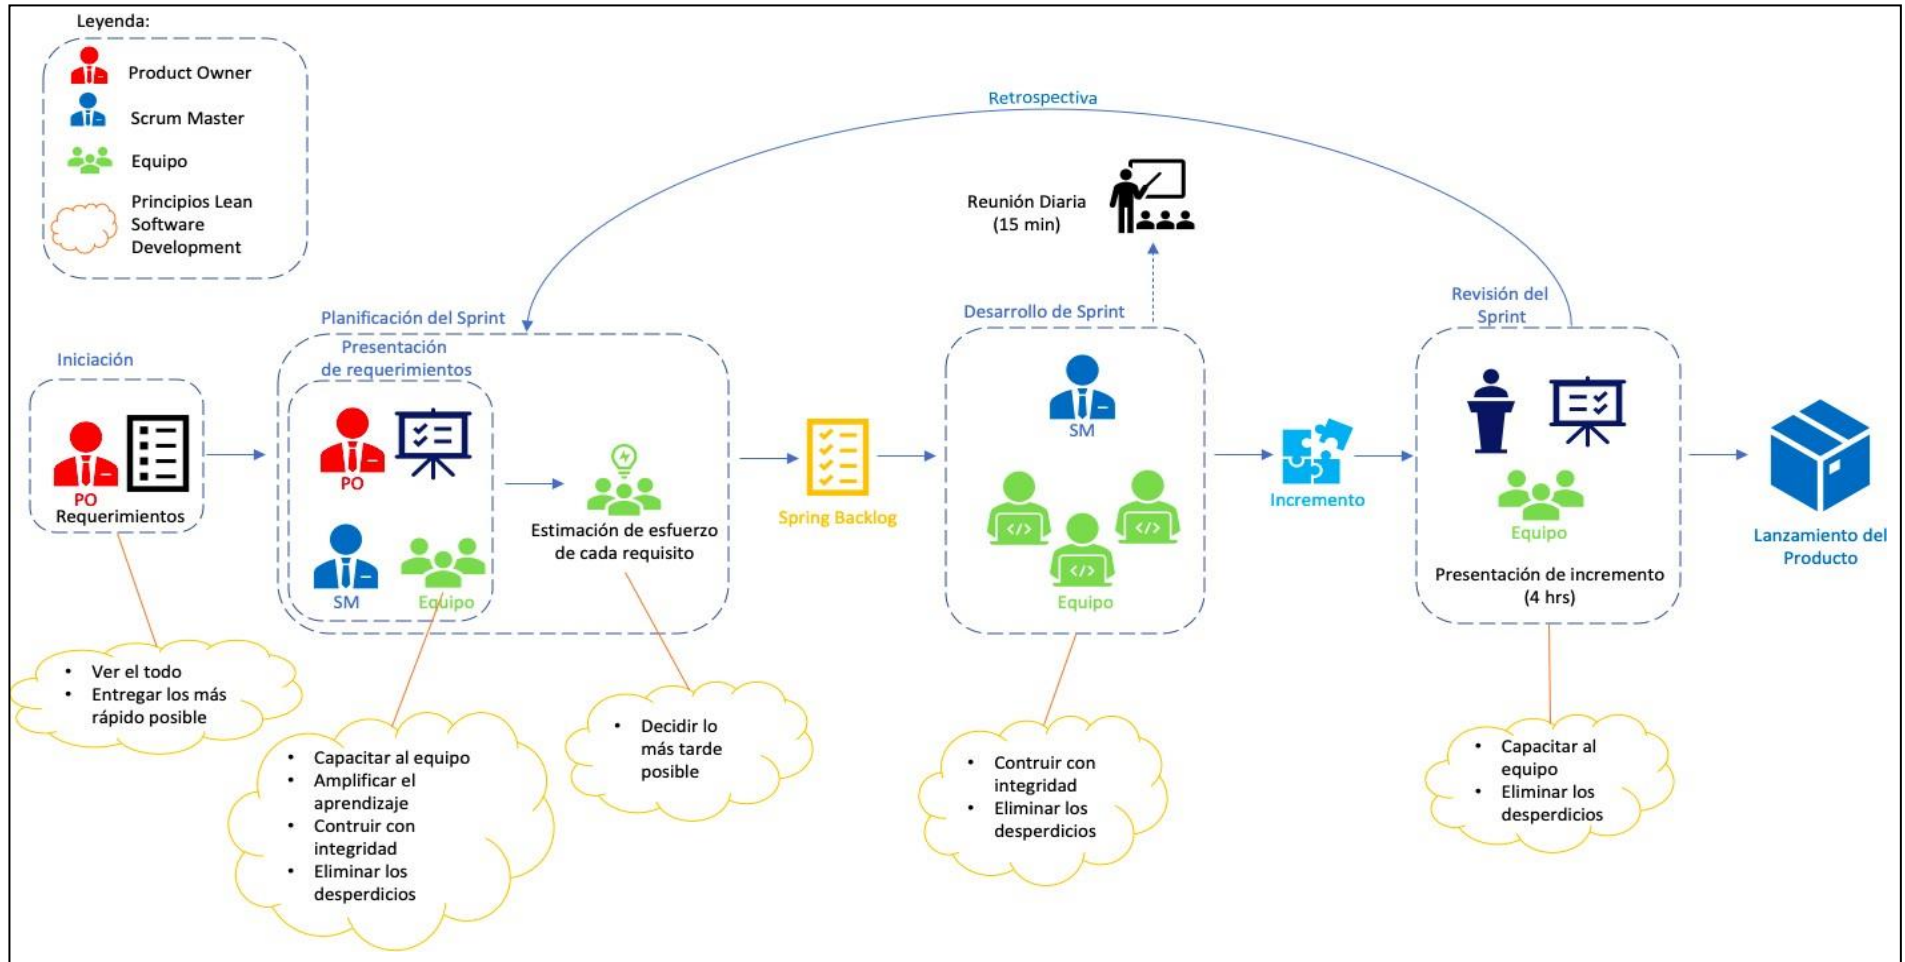 Leyenda:
Product Owner
Scrum Master
Equipo
Principios Lean
Software
Development
Retrospectiva
Reunión Diaria
(15 min)
Iniciación
PO
Requerimientos
Planificación del Sprint
Presentación
de requerimientos
PO
SM
Equipo
Estimación de esfuerzo
de cada requisito
Spring Backlog
Desarrollo de Sprint
SM
</>
</>
</>
Equipo
Incremento
Revisión del
Sprint
Equipo
Presentación de incremento
(4 hrs)
Lanzamiento del
Producto
• Ver el todo
• Entregar los más
rápido posible
• Capacitar al equipo
• Amplificar el
aprendizaje
• Contruir con
integridad
• Eliminar los
desperdicios
• Decidir lo
más tarde
posible
• Contruir con
integridad
• Eliminar los
desperdicios
• Capacitar al
equipo
• Eliminar los
desperdicios